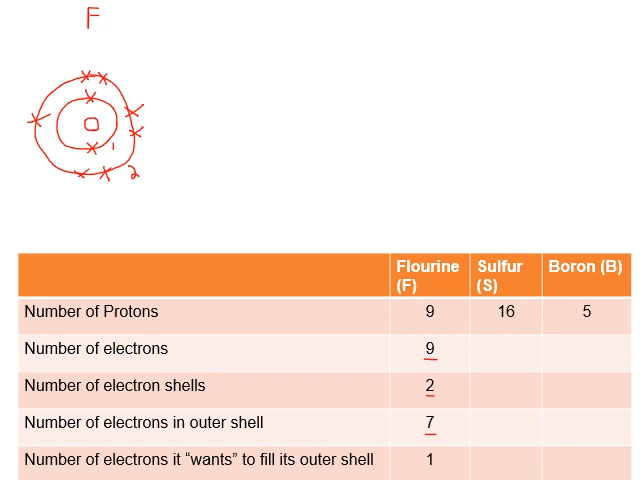 F
1
2
Flourine (F) Sulfur (S) Boron (B)
Number of Protons 9 16 5
Number of electrons 9
Number of electron shells 2
Number of electrons in outer shell 7
Number of electrons it “wants” to fill its outer shell 1